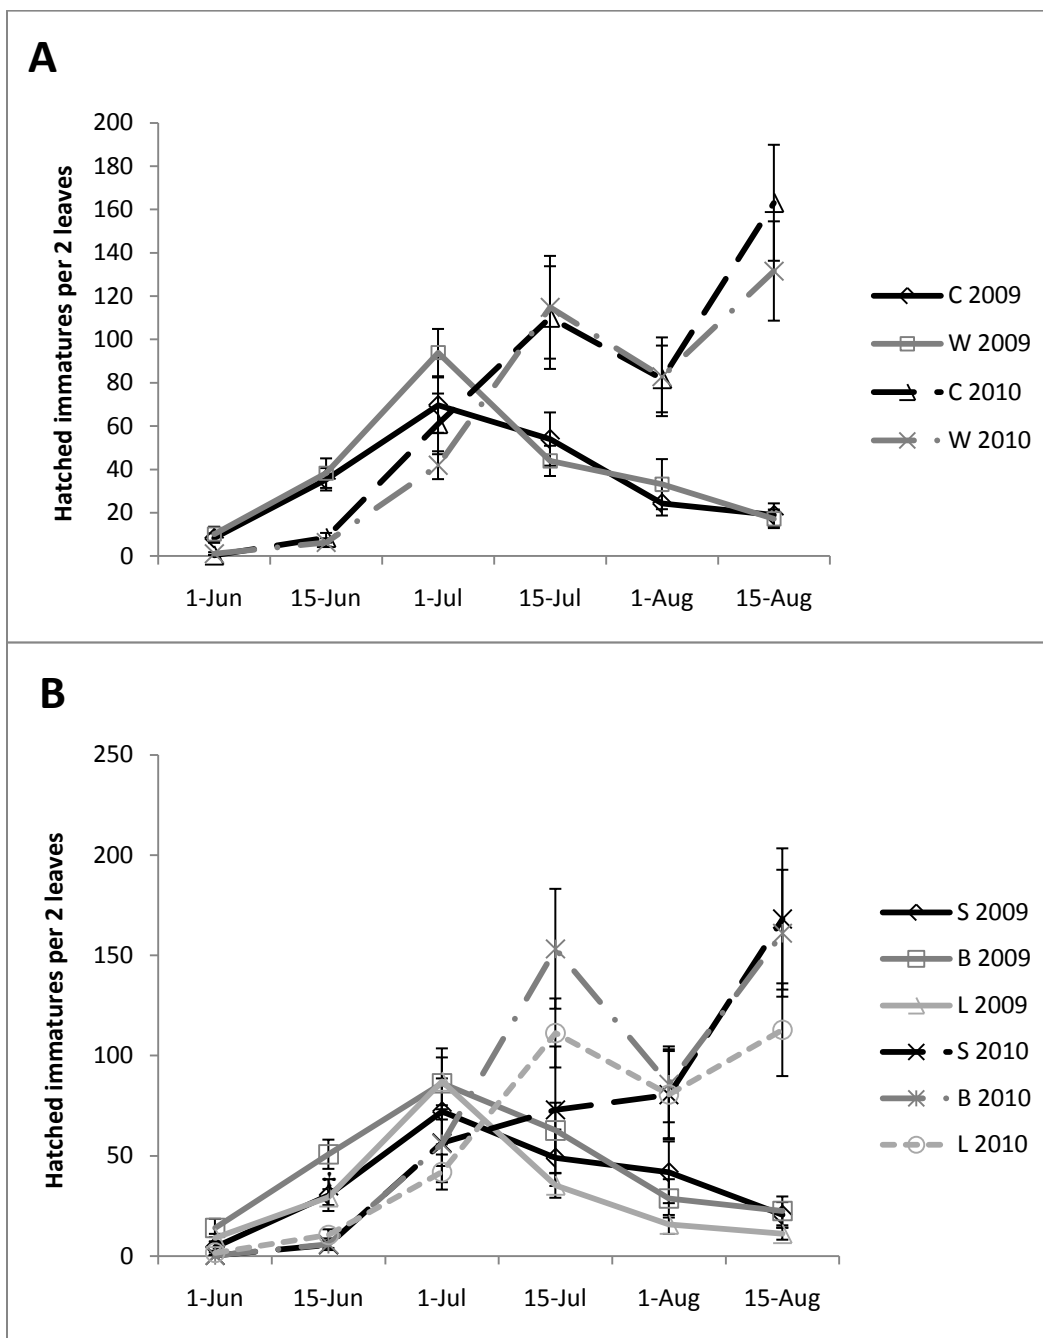 A
Hatched immatures per 2 leaves
200
180
160
140
120
100
80
60
40
20
0
1-Jun 15-Jun 1-Jul 15-Jul 1-Aug 15-Aug
C 2009
W 2009
C 2010
W 2010
B
Hatched immatures per 2 leaves
250
200
150
100
50
0
1-Jun 15-Jun 1-Jul 15-Jul 1-Aug 15-Aug
S 2009
B 2009
L 2009
S 2010
B 2010
L 2010